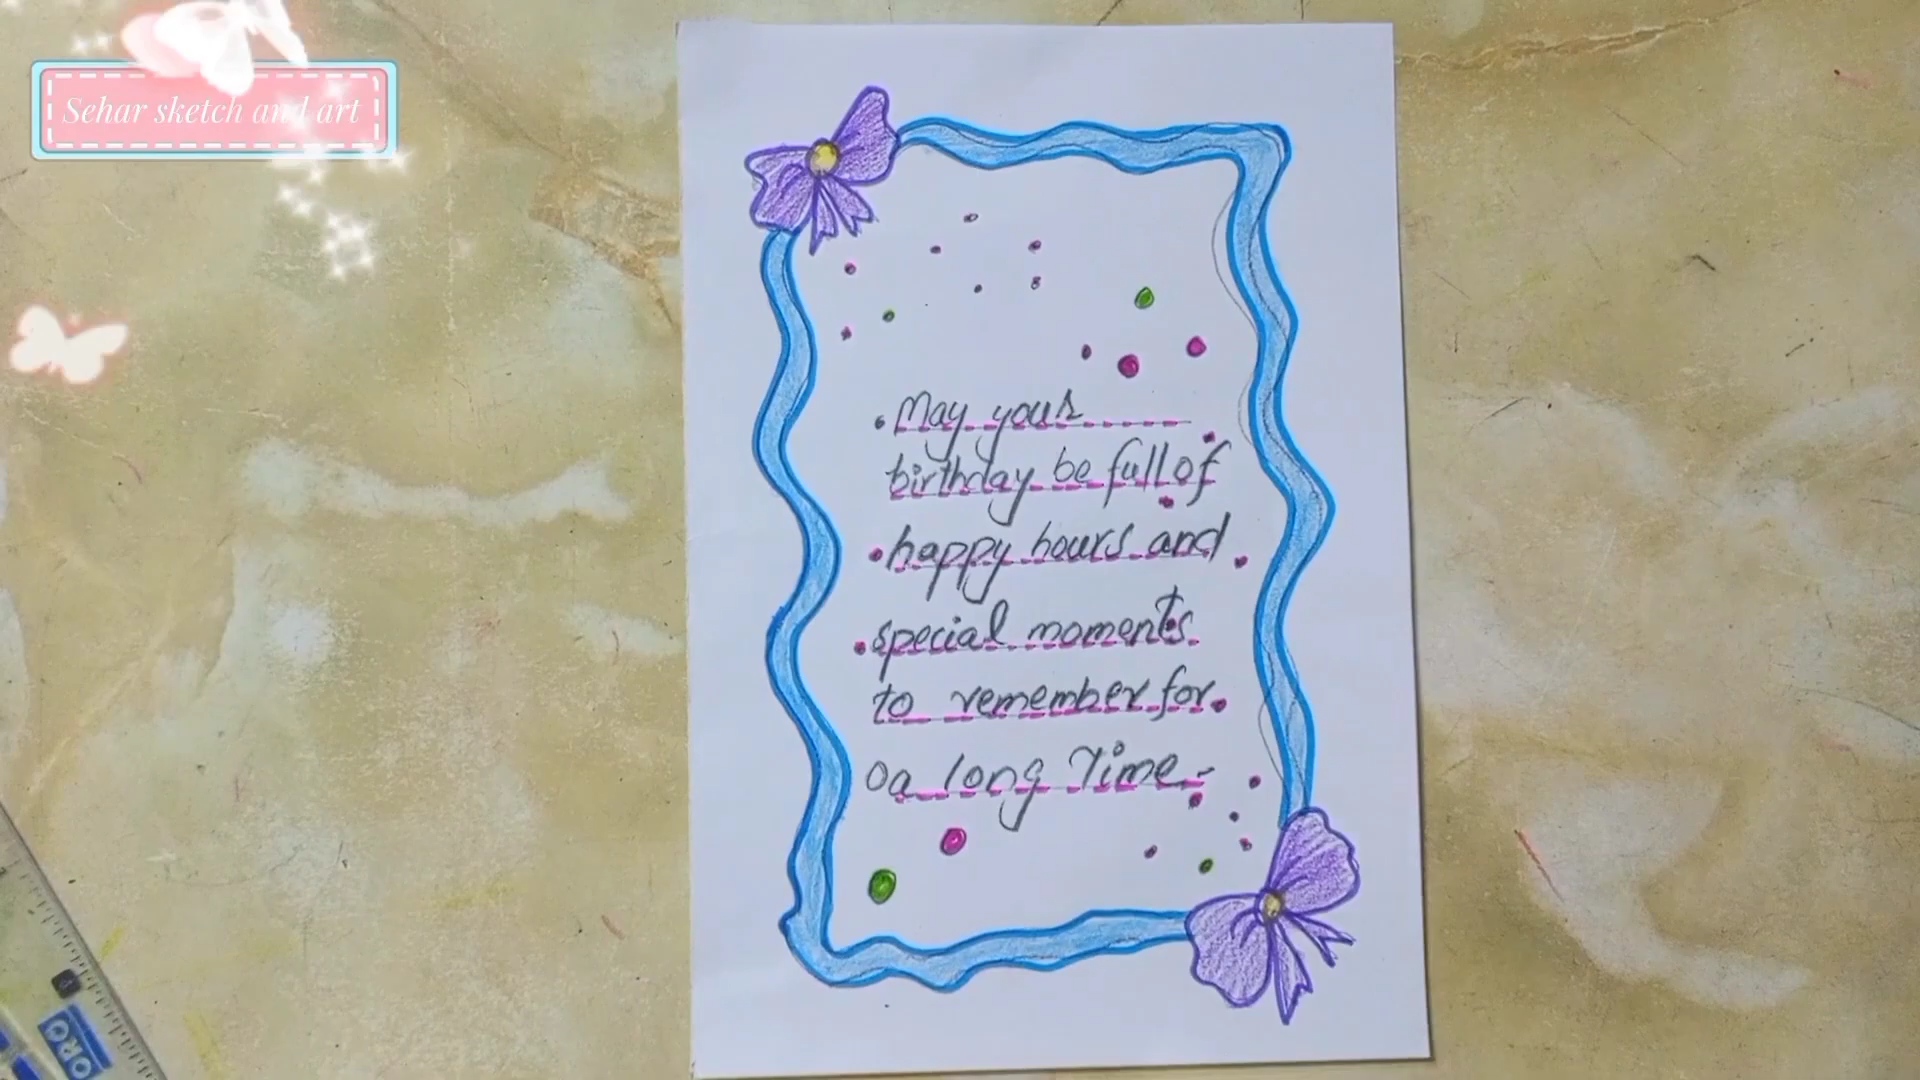 Sehar sketch and art
May your
birthday be full of
happy hours and
special moments
to remember for
a long Time
ORO